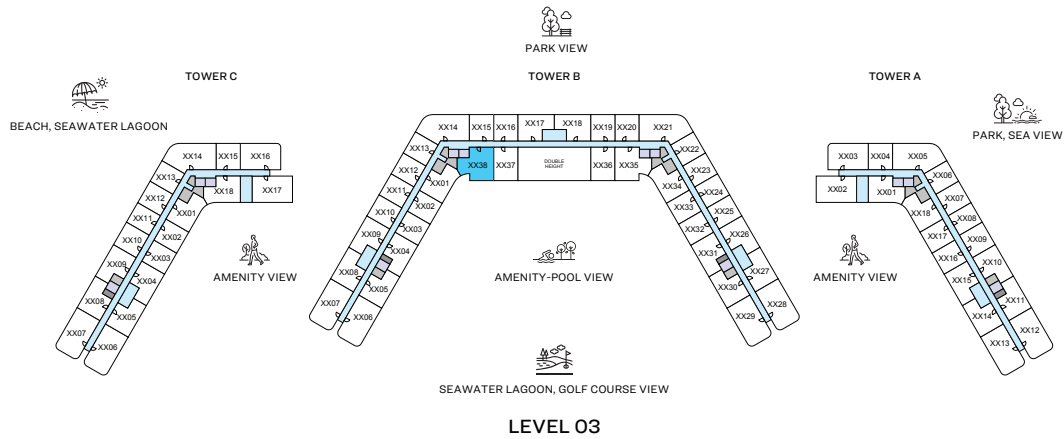 PARK VIEW
TOWER C
TOWER B
TOWER A
BEACH, SEAWATER LAGOON
PARK, SEA VIEW
XX14
XX15
XX16
XX13
XX18
XX17
XX12
XX01
XX11
XX02
XX10
XX03
XX09
XX04
XX08
XX05
XX07
XX06
AMENITY VIEW
XX14
XX15
XX16
XX17
XX18
XX19
XX20
XX21
XX13
XX38
XX37
DOUBLE
HEIGHT
XX36
XX35
XX22
XX12
XX01
XX34
XX23
XX11
XX02
XX33
XX24
XX10
XX03
XX32
XX25
XX09
XX04
XX31
XX26
XX08
XX05
XX30
XX27
XX07
XX06
XX29
XX28
AMENITY-POOL VIEW
XX03
XX04
XX05
XX02
XX01
XX06
XX18
XX07
XX17
XX08
XX16
XX09
XX15
XX10
XX14
XX11
XX13
XX12
AMENITY VIEW
SEAWATER LAGOON, GOLF COURSE VIEW
LEVEL 03